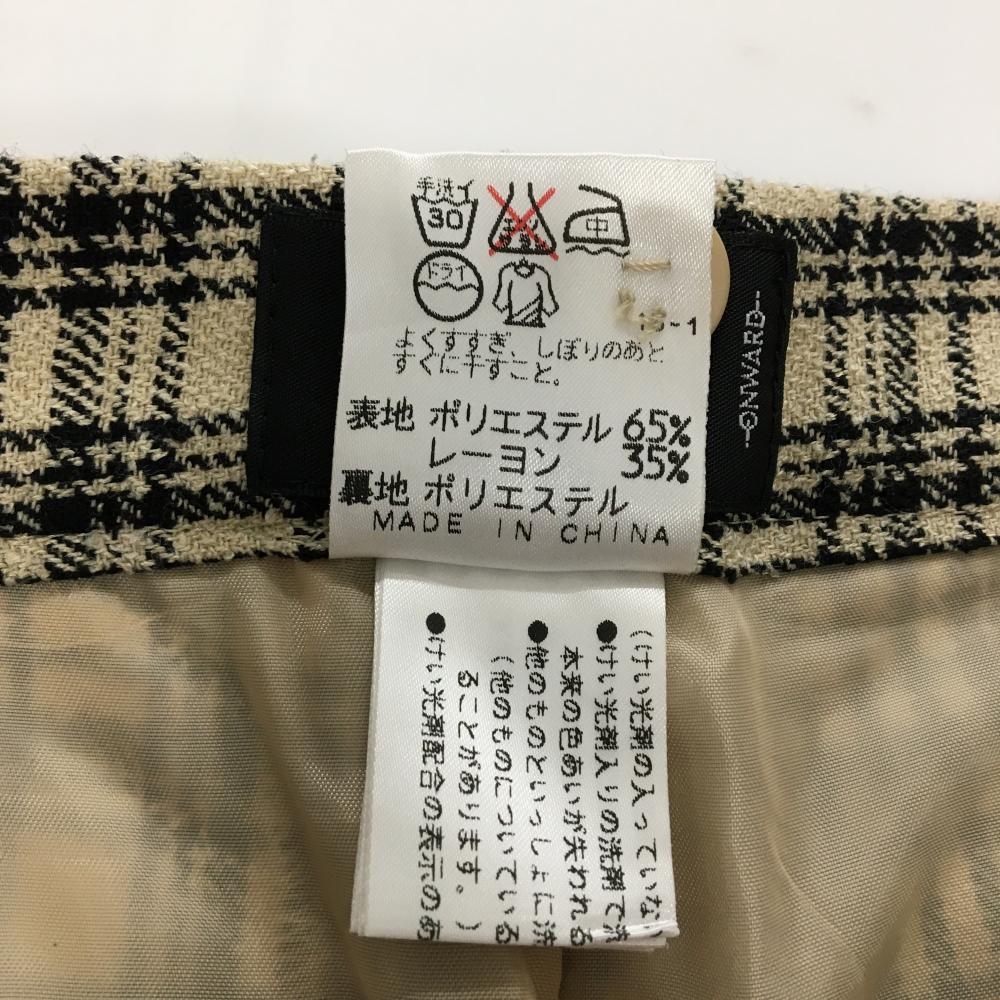 手洗イ
30
中
ドライ
-1
よくすすぎ、しぼりのあと
すぐに干すこと。
表地 ポリエステル 65%
レーヨン 35%
裏地 ポリエステル
MADE IN CHINA
ONWARD
(けい光剤の入っていな
●けい光剤入りの洗剤で洗
本来の色あいが失われる
●他のものといっしょに洗
(他のものについている
ることがあります。)
●けい光剤配合の表示のあ